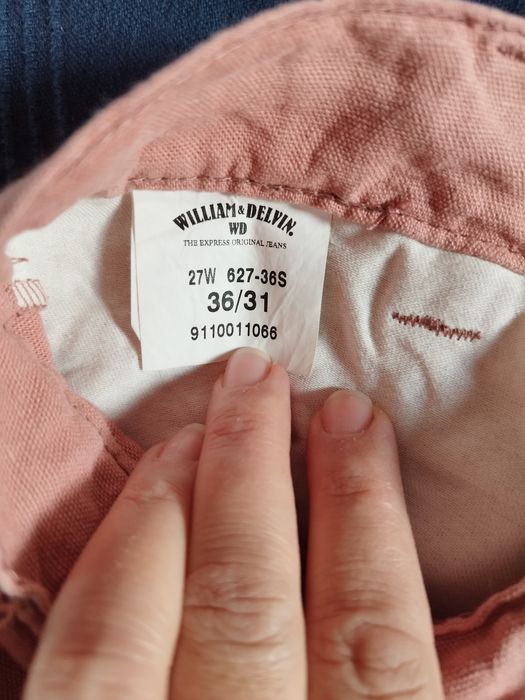 WILLIAM & DELVIN.
WD
THE EXPRESS ORIGINAL JEANS
27W 627-36S
36/31
9110011066